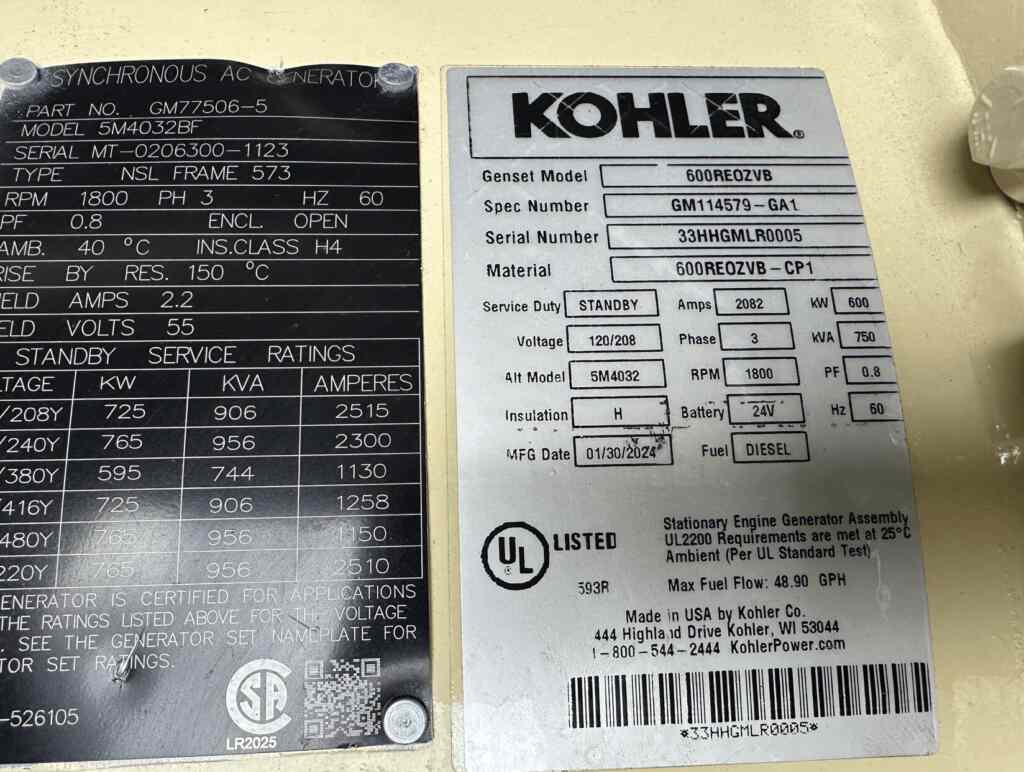 SYNCHRONOUS AC GENERATOR
PART NO. GM77506-5
MODEL 5M4032BF
SERIAL MT-0206300-1123
TYPE NSL FRAME 573
RPM 1800 PH 3 HZ 60
PF 0.8 ENCL. OPEN
AMB. 40 °C INS.CLASS H4
RISE BY RES. 150 °C
ELD AMPS 2.2
ELD VOLTS 55
STANDBY SERVICE RATINGS
LTAGE KW KVA AMPERES
/208Y 725 906 2515
/240Y 765 956 2300
/380Y 595 744 1130
/416Y 725 906 1258
480Y 765 956 1150
220Y 765 956 2510
ENERATOR IS CERTIFIED FOR APPLICATIONS
THE RATINGS LISTED ABOVE FOR THE VOLTAGE
. SEE THE GENERATOR SET NAMEPLATE FOR
TOR SET RATINGS.
-526105
SA
LR2025
KOHLER®
Genset Model 600REOZVB
Spec Number GM114579-GA1
Serial Number 33HHGMLR0005
Material 600REOZVB-CP1
Service Duty STANDBY Amps 2082 kW 600
Voltage 120/208 Phase 3 kVA 750
Alt Model 5M4032 RPM 1800 PF 0.8
Insulation H Battery 24V Hz 60
MFG Date 01/30/2024 Fuel DIESEL
UL LISTED
593R
Stationary Engine Generator Assembly
UL2200 Requirements are met at 25°C
Ambient (Per UL Standard Test)
Max Fuel Flow: 48.90 GPH
Made in USA by Kohler Co.
444 Highland Drive Kohler, WI 53044
1-800-544-2444 KohlerPower.com
*33HHGMLR0005*